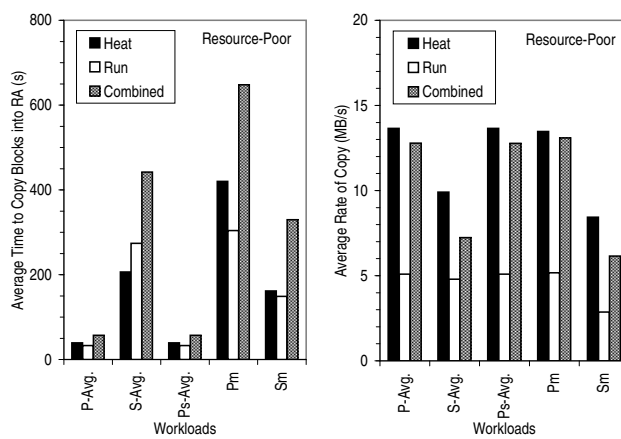 800
600
400
200
0
Average Time to Copy Blocks into RA (s)
Heat
Run
Combined
Resource-Poor
P-Avg.
S-Avg.
Ps-Avg.
Pm
Sm
Workloads
20
15
10
5
0
Average Rate of Copy (MB/s)
Heat
Run
Combined
Resource-Poor
P-Avg.
S-Avg.
Ps-Avg.
Pm
Sm
Workloads